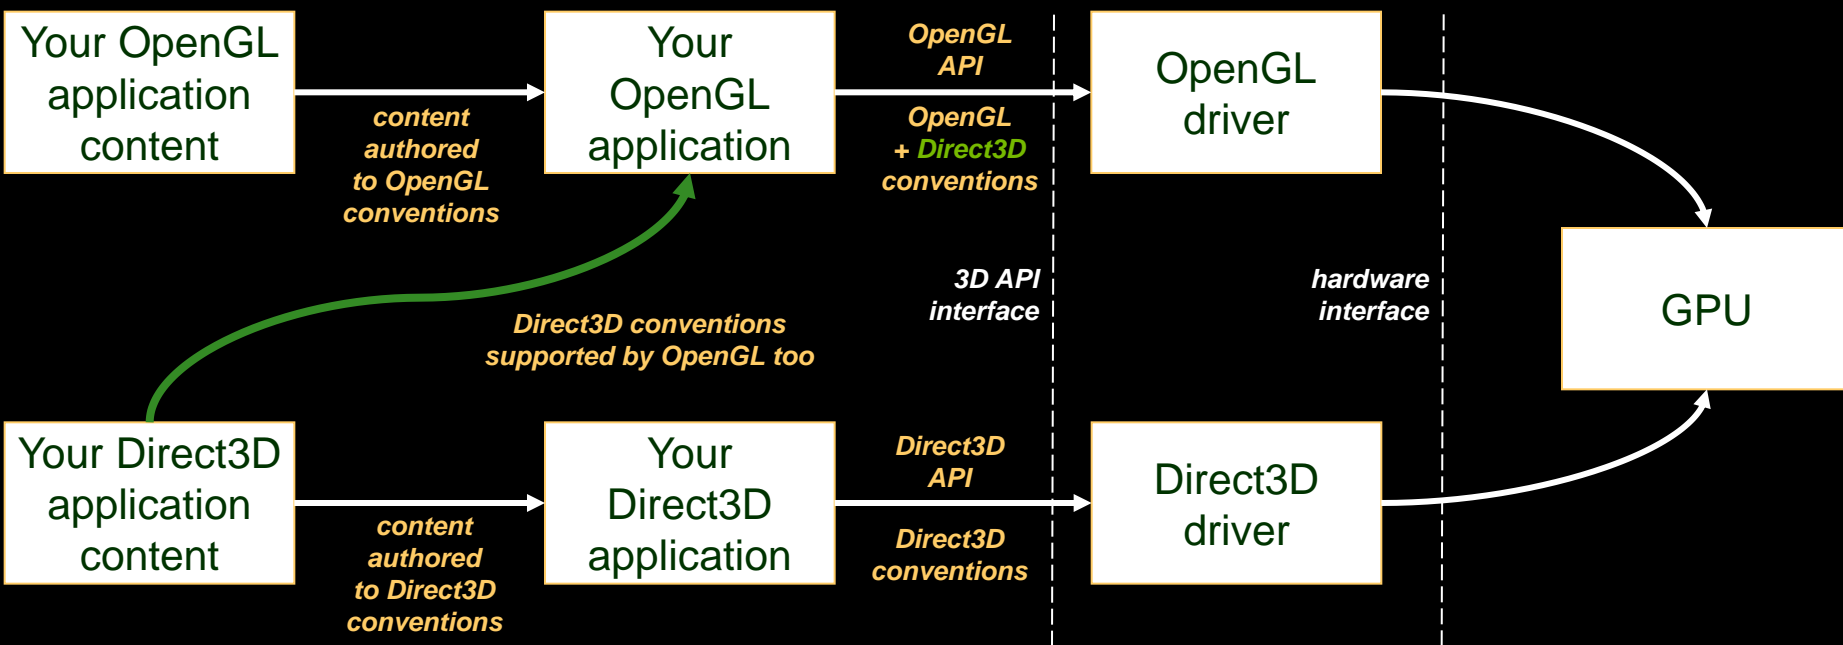 Your OpenGL
application
content
content
authored
to OpenGL
conventions
Your
OpenGL
application
OpenGL
API
OpenGL
+ Direct3D
conventions
OpenGL
driver
3D API
interface
hardware
interface
GPU
Direct3D conventions
supported by OpenGL too
Your Direct3D
application
content
content
authored
to Direct3D
conventions
Your
Direct3D
application
Direct3D
API
Direct3D
conventions
Direct3D
driver